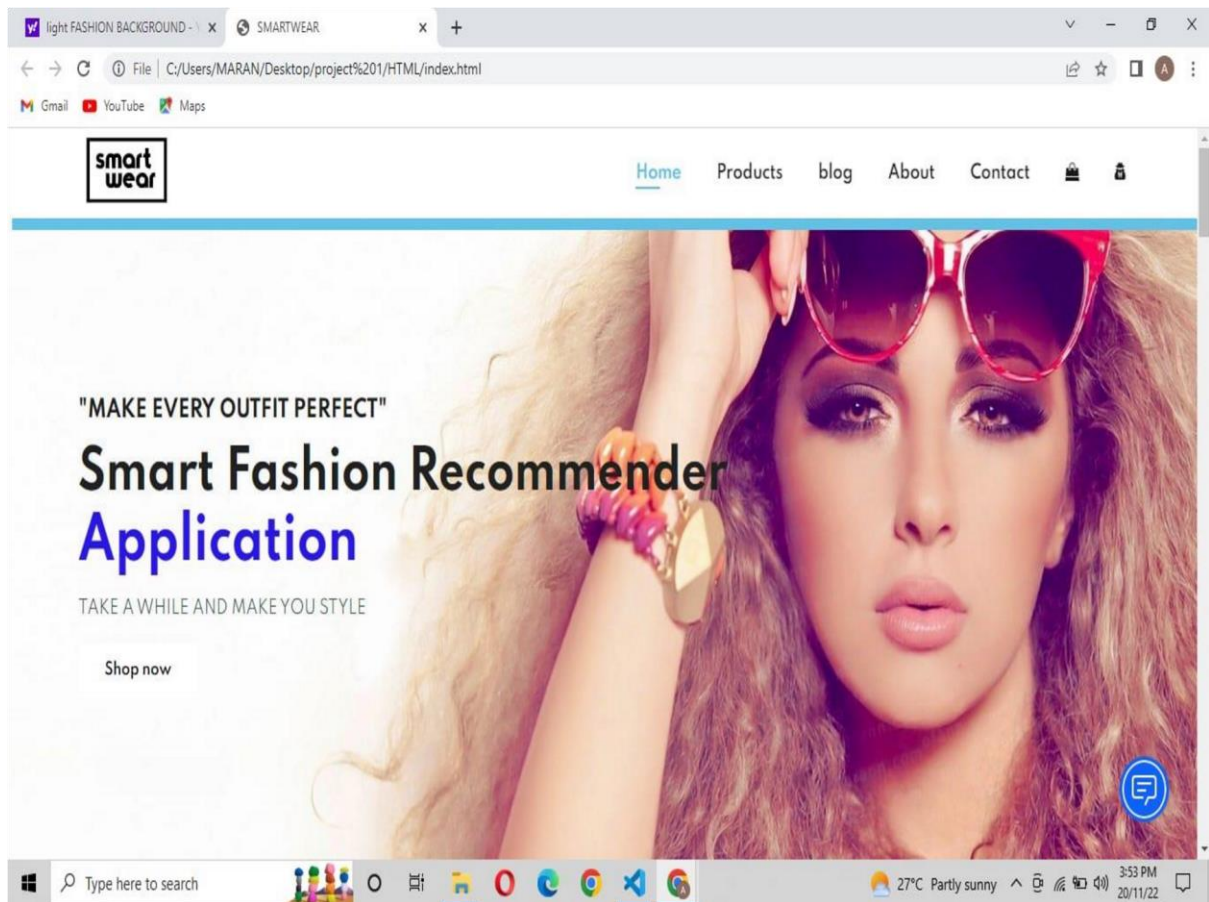 light FASHION BACKGROUND -
SMARTWEAR
File
C:/Users/MARAN/Desktop/project%201/HTML/index.html
A
Gmail
YouTube
Maps
smart
wear
Home Products blog About Contact
"MAKE EVERY OUTFIT PERFECT"
Smart Fashion Recommender
Application
TAKE A WHILE AND MAKE YOU STYLE
Shop now
Type here to search
27°C Partly sunny
3:53 PM
20/11/22